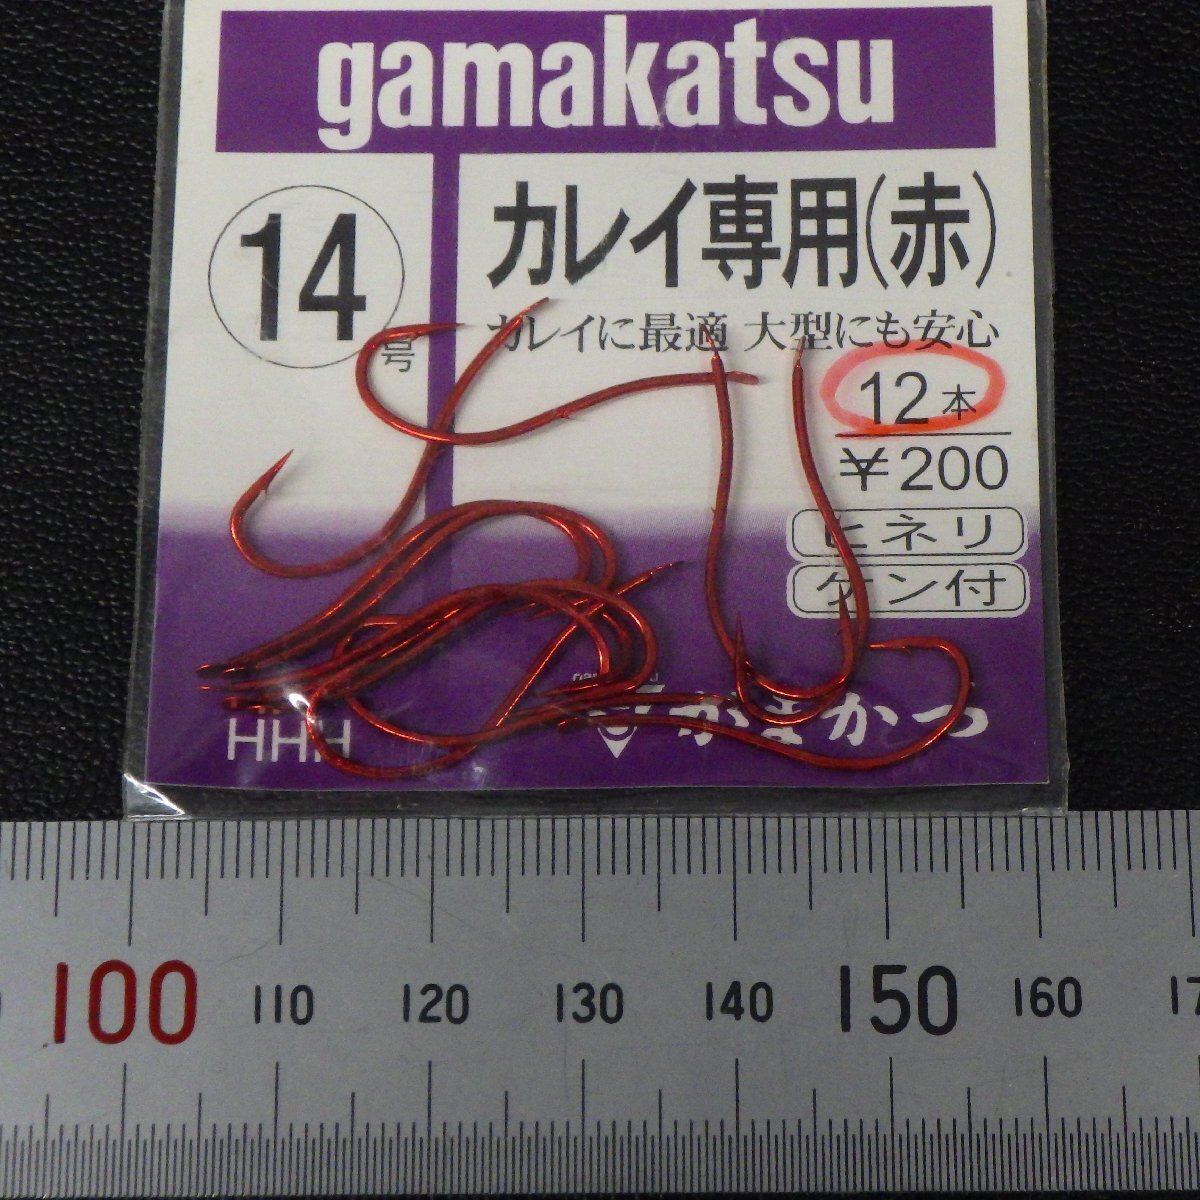 gamakatsu
14号
カレイ専用(赤)
カレイに最適 大型にも安心
12本
¥200
ヒネリ
ケン付
がまかつ
HHH
100 110 120 130 140 150 160